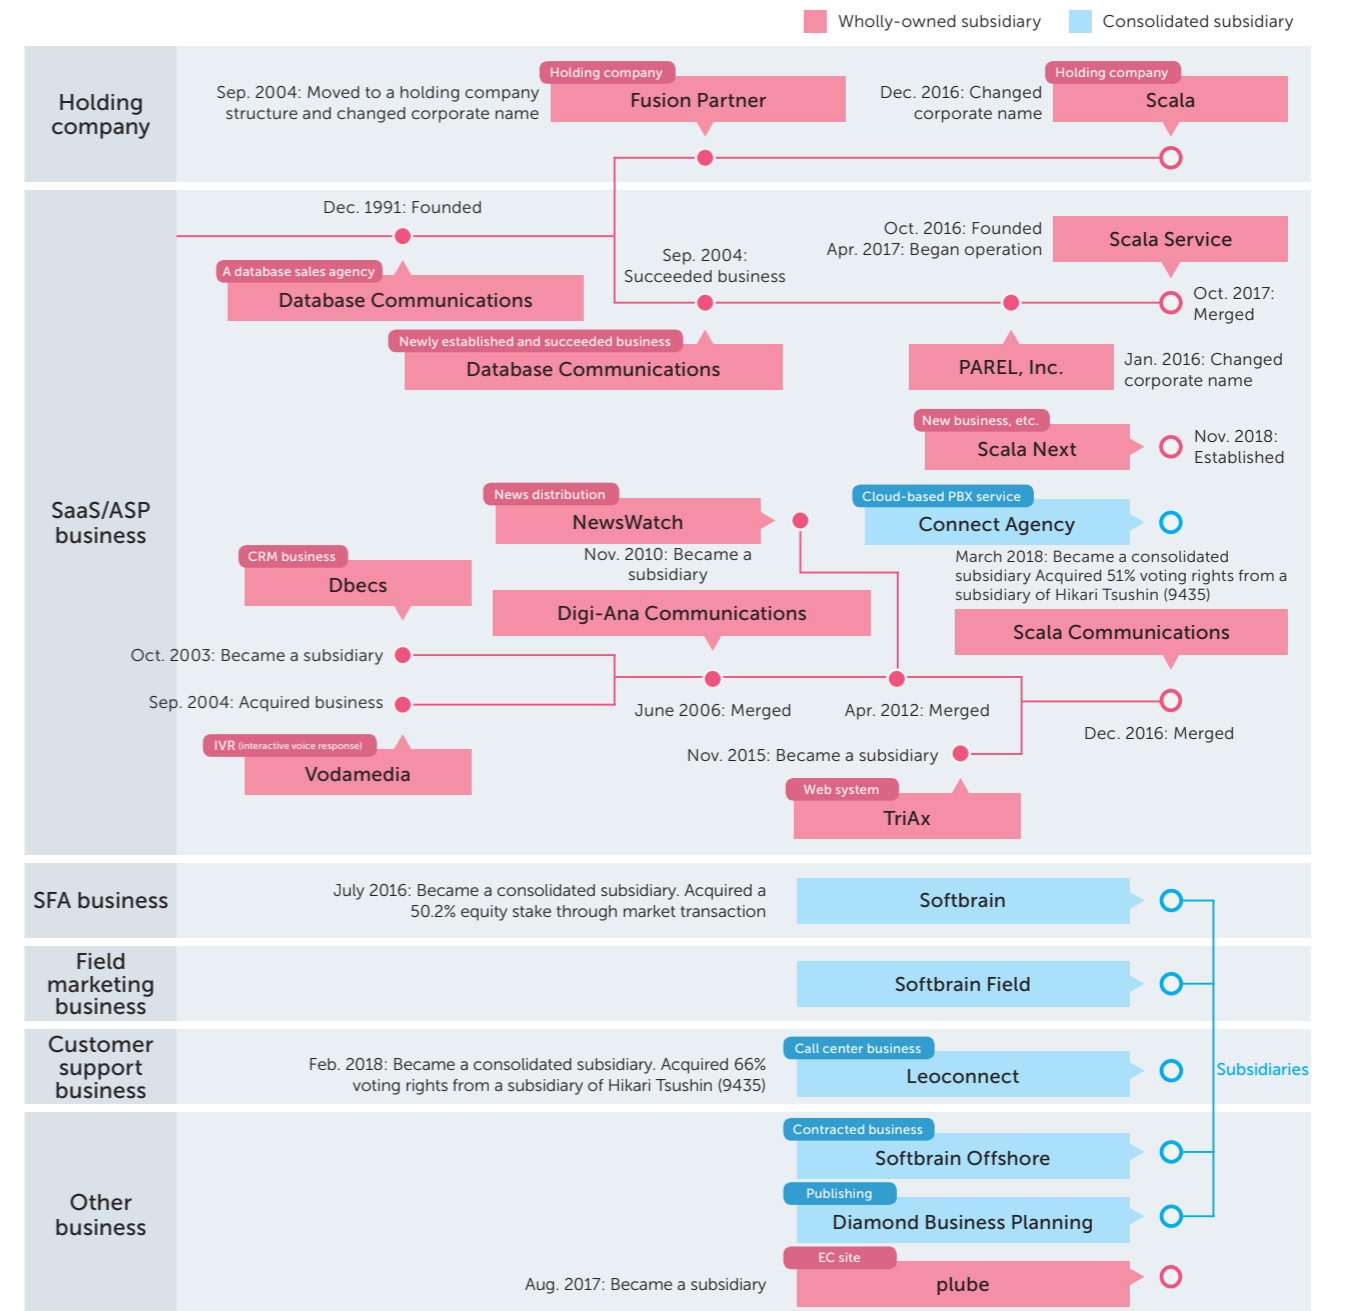 Wholly-owned subsidiary
Consolidated subsidiary
Holding
company
Sep. 2004: Moved to a holding company
structure and changed corporate name
Holding company
Fusion Partner
Dec. 2016: Changed
corporate name
Holding company
Scala
SaaS/ASP
business
Dec. 1991: Founded
A database sales agency
Database Communications
Sep. 2004:
Succeeded business
Newly established and succeeded business
Database Communications
Oct. 2016: Founded
Apr. 2017: Began operation
Scala Service
Oct. 2017:
Merged
PAREL, Inc.
Jan. 2016: Changed
corporate name
New business, etc.
Scala Next
Nov. 2018:
Established
News distribution
NewsWatch
Nov. 2010: Became a
subsidiary
Cloud-based PBX service
Connect Agency
March 2018: Became a consolidated
subsidiary Acquired 51% voting rights from a
subsidiary of Hikari Tsushin (9435)
CRM business
Dbecs
Digi-Ana Communications
Scala Communications
Oct. 2003: Became a subsidiary
Sep. 2004: Acquired business
June 2006: Merged
Apr. 2012: Merged
Dec. 2016: Merged
IVR (interactive voice response)
Vodamedia
Nov. 2015: Became a subsidiary
Web system
TriAx
SFA business
July 2016: Became a consolidated subsidiary. Acquired a
50.2% equity stake through market transaction
Softbrain
Field
marketing
business
Softbrain Field
Customer
support
business
Feb. 2018: Became a consolidated subsidiary. Acquired 66%
voting rights from a subsidiary of Hikari Tsushin (9435)
Call center business
Leoconnect
Subsidiaries
Other
business
Contracted business
Softbrain Offshore
Publishing
Diamond Business Planning
Aug. 2017: Became a subsidiary
EC site
plube